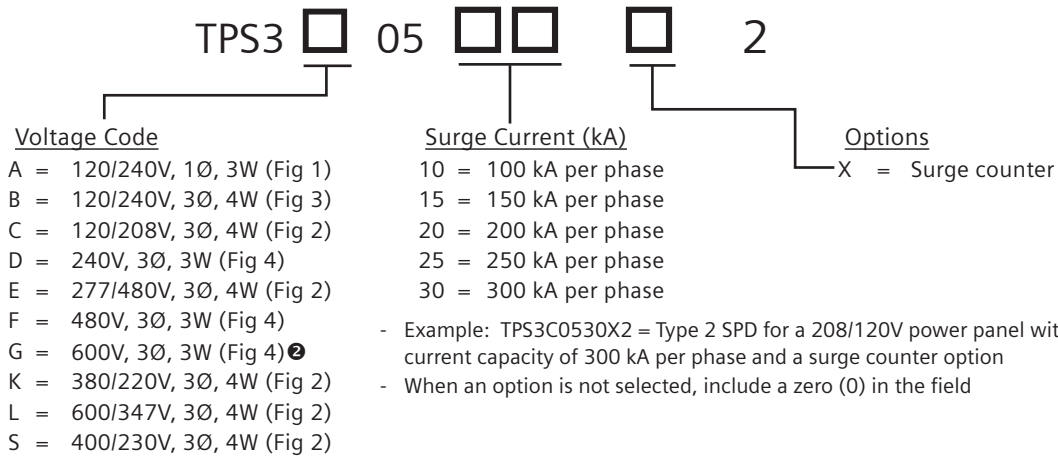 TPS3 □ 05 □□ □ 2
Voltage Code
A = 120/240V, 1Ø, 3W (Fig 1)
B = 120/240V, 3Ø, 4W (Fig 3)
C = 120/208V, 3Ø, 4W (Fig 2)
D = 240V, 3Ø, 3W (Fig 4)
E = 277/480V, 3Ø, 4W (Fig 2)
F = 480V, 3Ø, 3W (Fig 4)
G = 600V, 3Ø, 3W (Fig 4)❷
K = 380/220V, 3Ø, 4W (Fig 2)
L = 600/347V, 3Ø, 4W (Fig 2)
S = 400/230V, 3Ø, 4W (Fig 2)
Surge Current (kA)
10 = 100 kA per phase
15 = 150 kA per phase
20 = 200 kA per phase
25 = 250 kA per phase
30 = 300 kA per phase
- Example: TPS3C0530X2 = Type 2 SPD for a 208/120V power panel wit
current capacity of 300 kA per phase and a surge counter option
- When an option is not selected, include a zero (0) in the field
Options
X = Surge counter